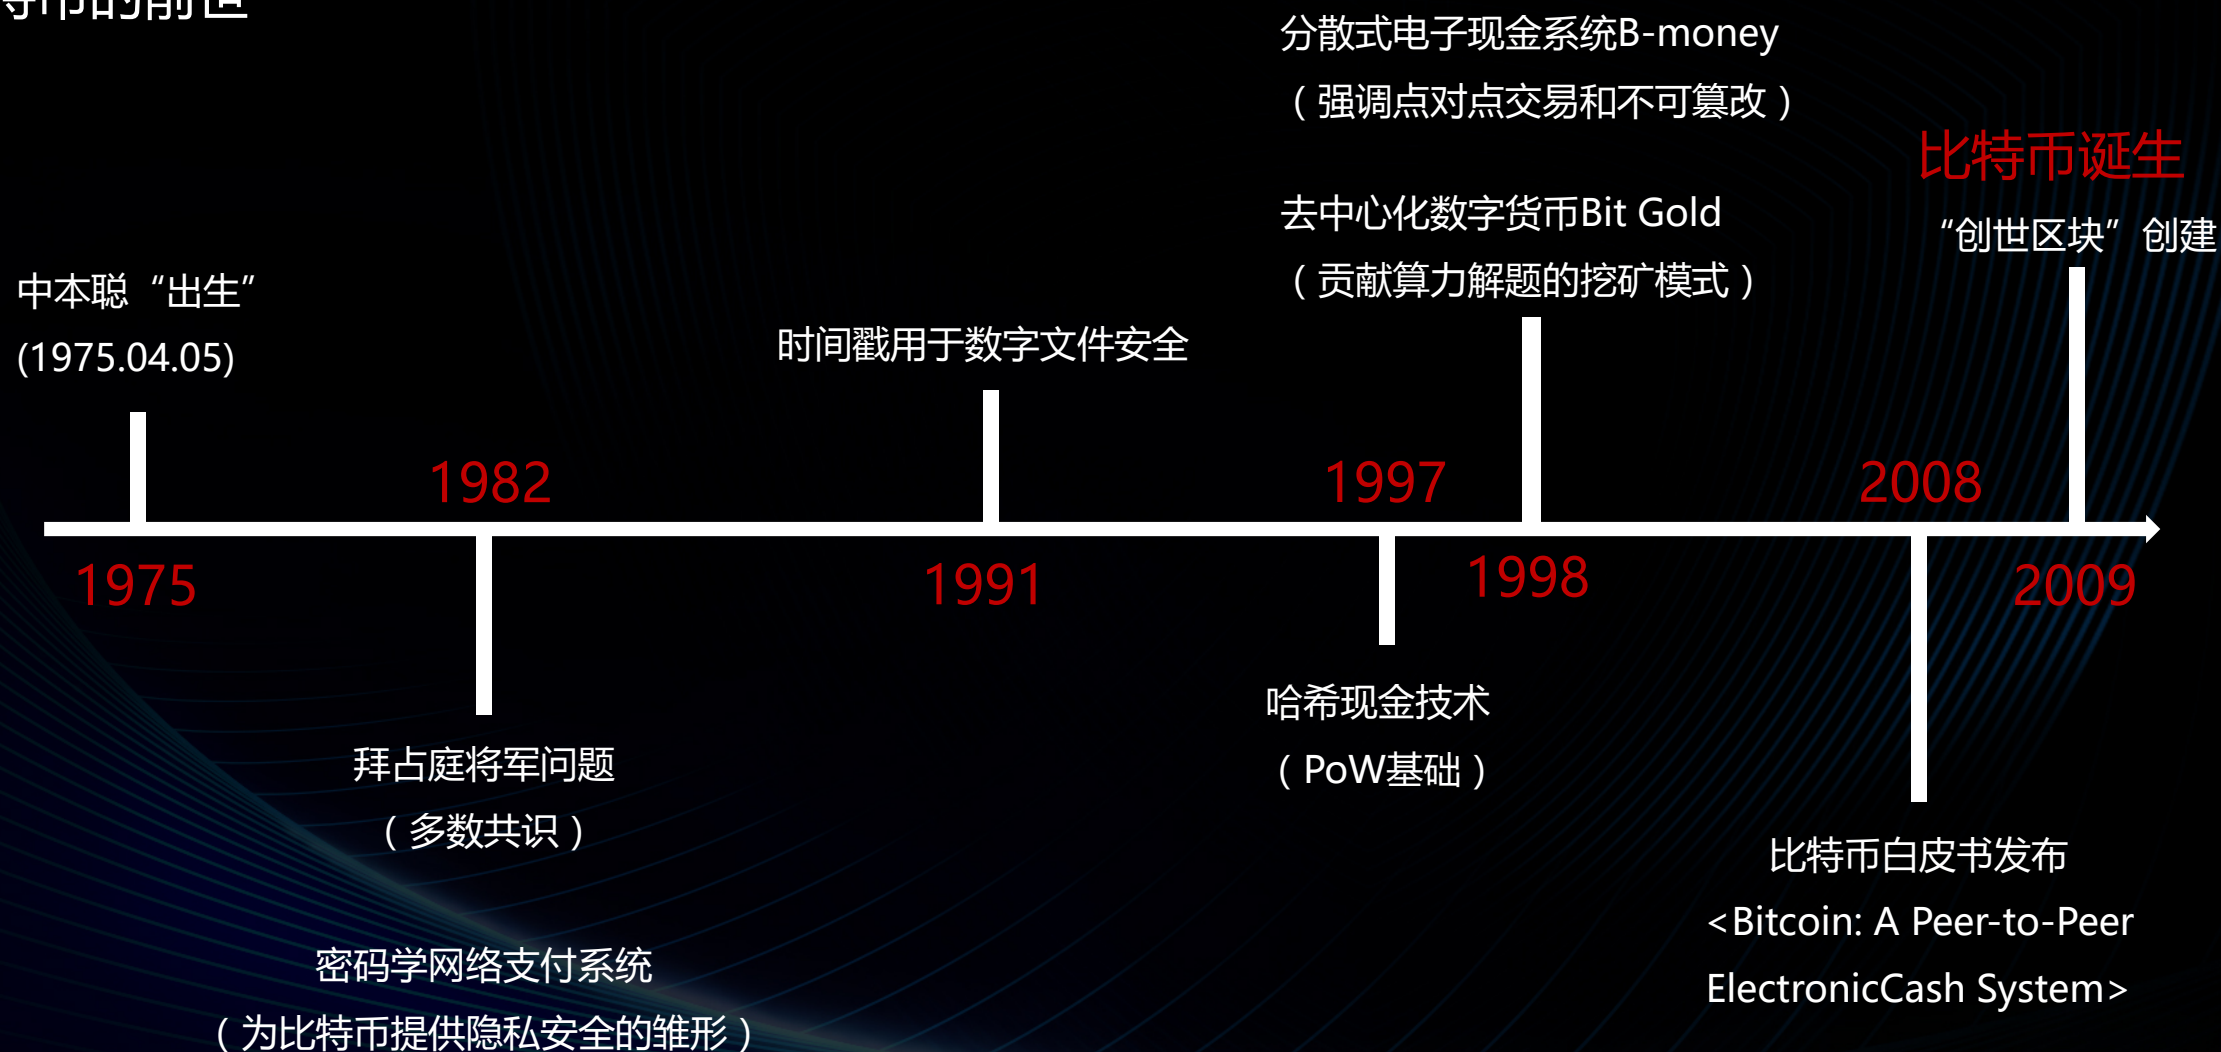 特币的前世
分散式电子现金系统B-money
（强调点对点交易和不可篡改）
去中心化数字货币Bit Gold
（贡献算力解题的挖矿模式）
比特币诞生
“创世区块”创建
中本聪“出生”
(1975.04.05)
时间戳用于数字文件安全
1982
1997
2008
1975
1991
1998
2009
拜占庭将军问题
（多数共识）
密码学网络支付系统
（为比特币提供隐私安全的雏形）
哈希现金技术
（PoW基础）
比特币白皮书发布
<Bitcoin: A Peer-to-Peer
ElectronicCash System>